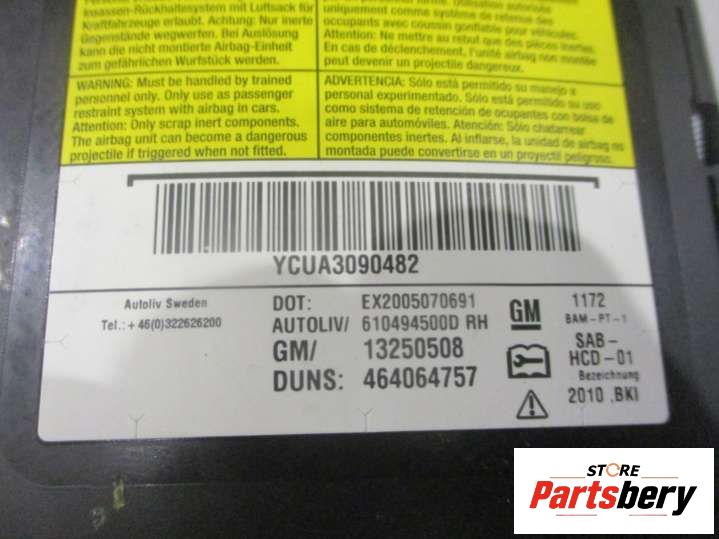 Insassen-Rückhaltesystem mit Luftsack für
Kraftfahrzeuge erlaubt. Achtung: Nur inerte
Gegenstände wegwerfen. Bei Auslösung
kann die nicht montierte Airbag-Einheit
zum gefährlichen Wurfstück werden.
uniquement comme système de retenue des
occupants avec coussin gonflable pour véhicules.
Attention: Ne mettre au rebut que des pièces inertes.
En cas de déclenchement, l'unité airbag non montée
peut devenir un projectile dangereux.
WARNING: Must be handled by trained
personnel only. Only use as passenger
restraint system with airbag in cars.
Attention: Only scrap inert components.
The airbag unit can become a dangerous
projectile if triggered when not fitted.
ADVERTENCIA: Sólo está permitido su manejo a
personal experimentado. Sólo está permitido su uso
como sistema de retención de ocupantes con bolsa de
aire para automóviles. Atención: Sólo chadarrear
componentes inertes. Al inflarse, la unidad de airbag no
montada puede convertirse en un proyectil peligroso.
YCUA3090482
Autoliv Sweden
Tel.: + 46(0)322626200
DOT: EX2005070691
AUTOLIV/ 610494500D RH
GM/ 13250508
DUNS: 464064757
GM
1172
BAM-PT-1
SAB-
HCD-01
Bezeichnung
2010 .BKI
STORE
Partsbery